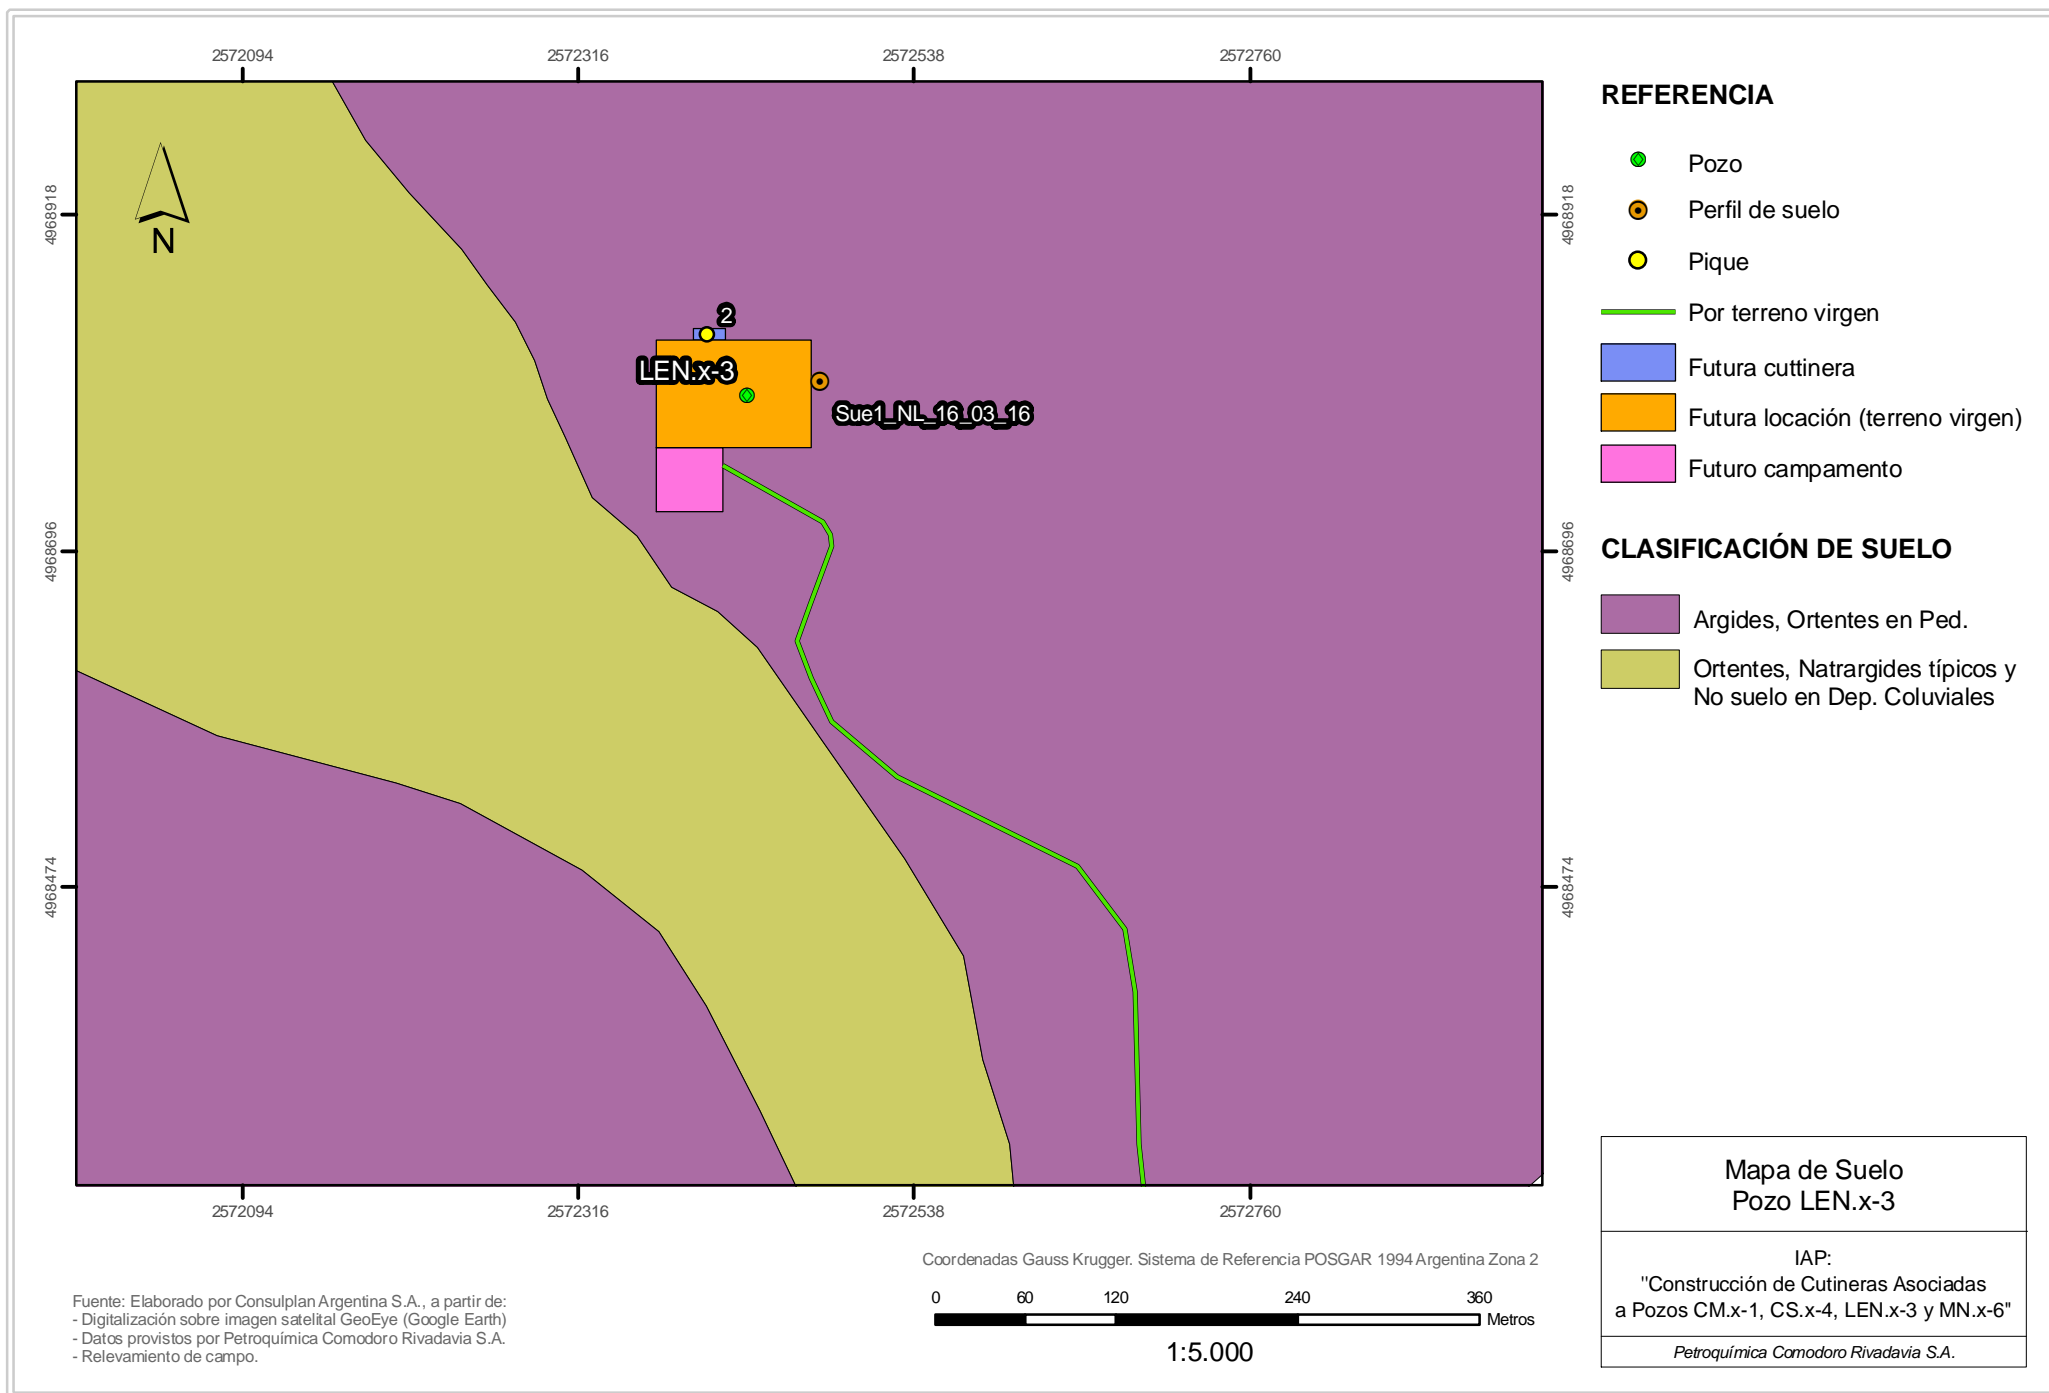 2572094
2572316
2572538
2572760
4968918
4968918
4968696
4968696
4968474
4968474
N
2
LEN.x-3
Sue1_NL_16_03_16
2572094
2572316
2572538
2572760
REFERENCIA
Pozo
Perfil de suelo
Pique
Por terreno virgen
Futura cuttinera
Futura locación (terreno virgen)
Futuro campamento
CLASIFICACIÓN DE SUELO
Argides, Ortentes en Ped.
Ortentes, Natrargides típicos y
No suelo en Dep. Coluviales
Coordenadas Gauss Krugger. Sistema de Referencia POSGAR 1994 Argentina Zona 2
0 60 120 240 360
Metros
1:5.000
Fuente: Elaborado por Consulplan Argentina S.A., a partir de:
- Digitalización sobre imagen satelital GeoEye (Google Earth)
- Datos provistos por Petroquímica Comodoro Rivadavia S.A.
- Relevamiento de campo.
Mapa de Suelo
Pozo LEN.x-3
IAP:
"Construcción de Cutineras Asociadas
a Pozos CM.x-1, CS.x-4, LEN.x-3 y MN.x-6"
Petroquímica Comodoro Rivadavia S.A.